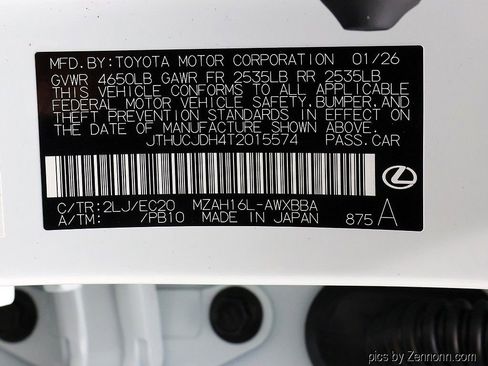 MFD. BY: TOYOTA MOTOR CORPORATION 01/26
GVWR 4650LB GAWR FR 2535LB RR 2535LB
THIS VEHICLE CONFORMS TO ALL APPLICABLE
FEDERAL MOTOR VEHICLE SAFETY, BUMPER, AND
THEFT PREVENTION STANDARDS IN EFFECT ON
THE DATE OF MANUFACTURE SHOWN ABOVE.
JTHUCJDH4T2015574 PASS.CAR
C/TR: 2LJ/EC20 MZAH16L-AWXBBA
A/TM: /PB10 MADE IN JAPAN 875 A
pics by Zennonn.com